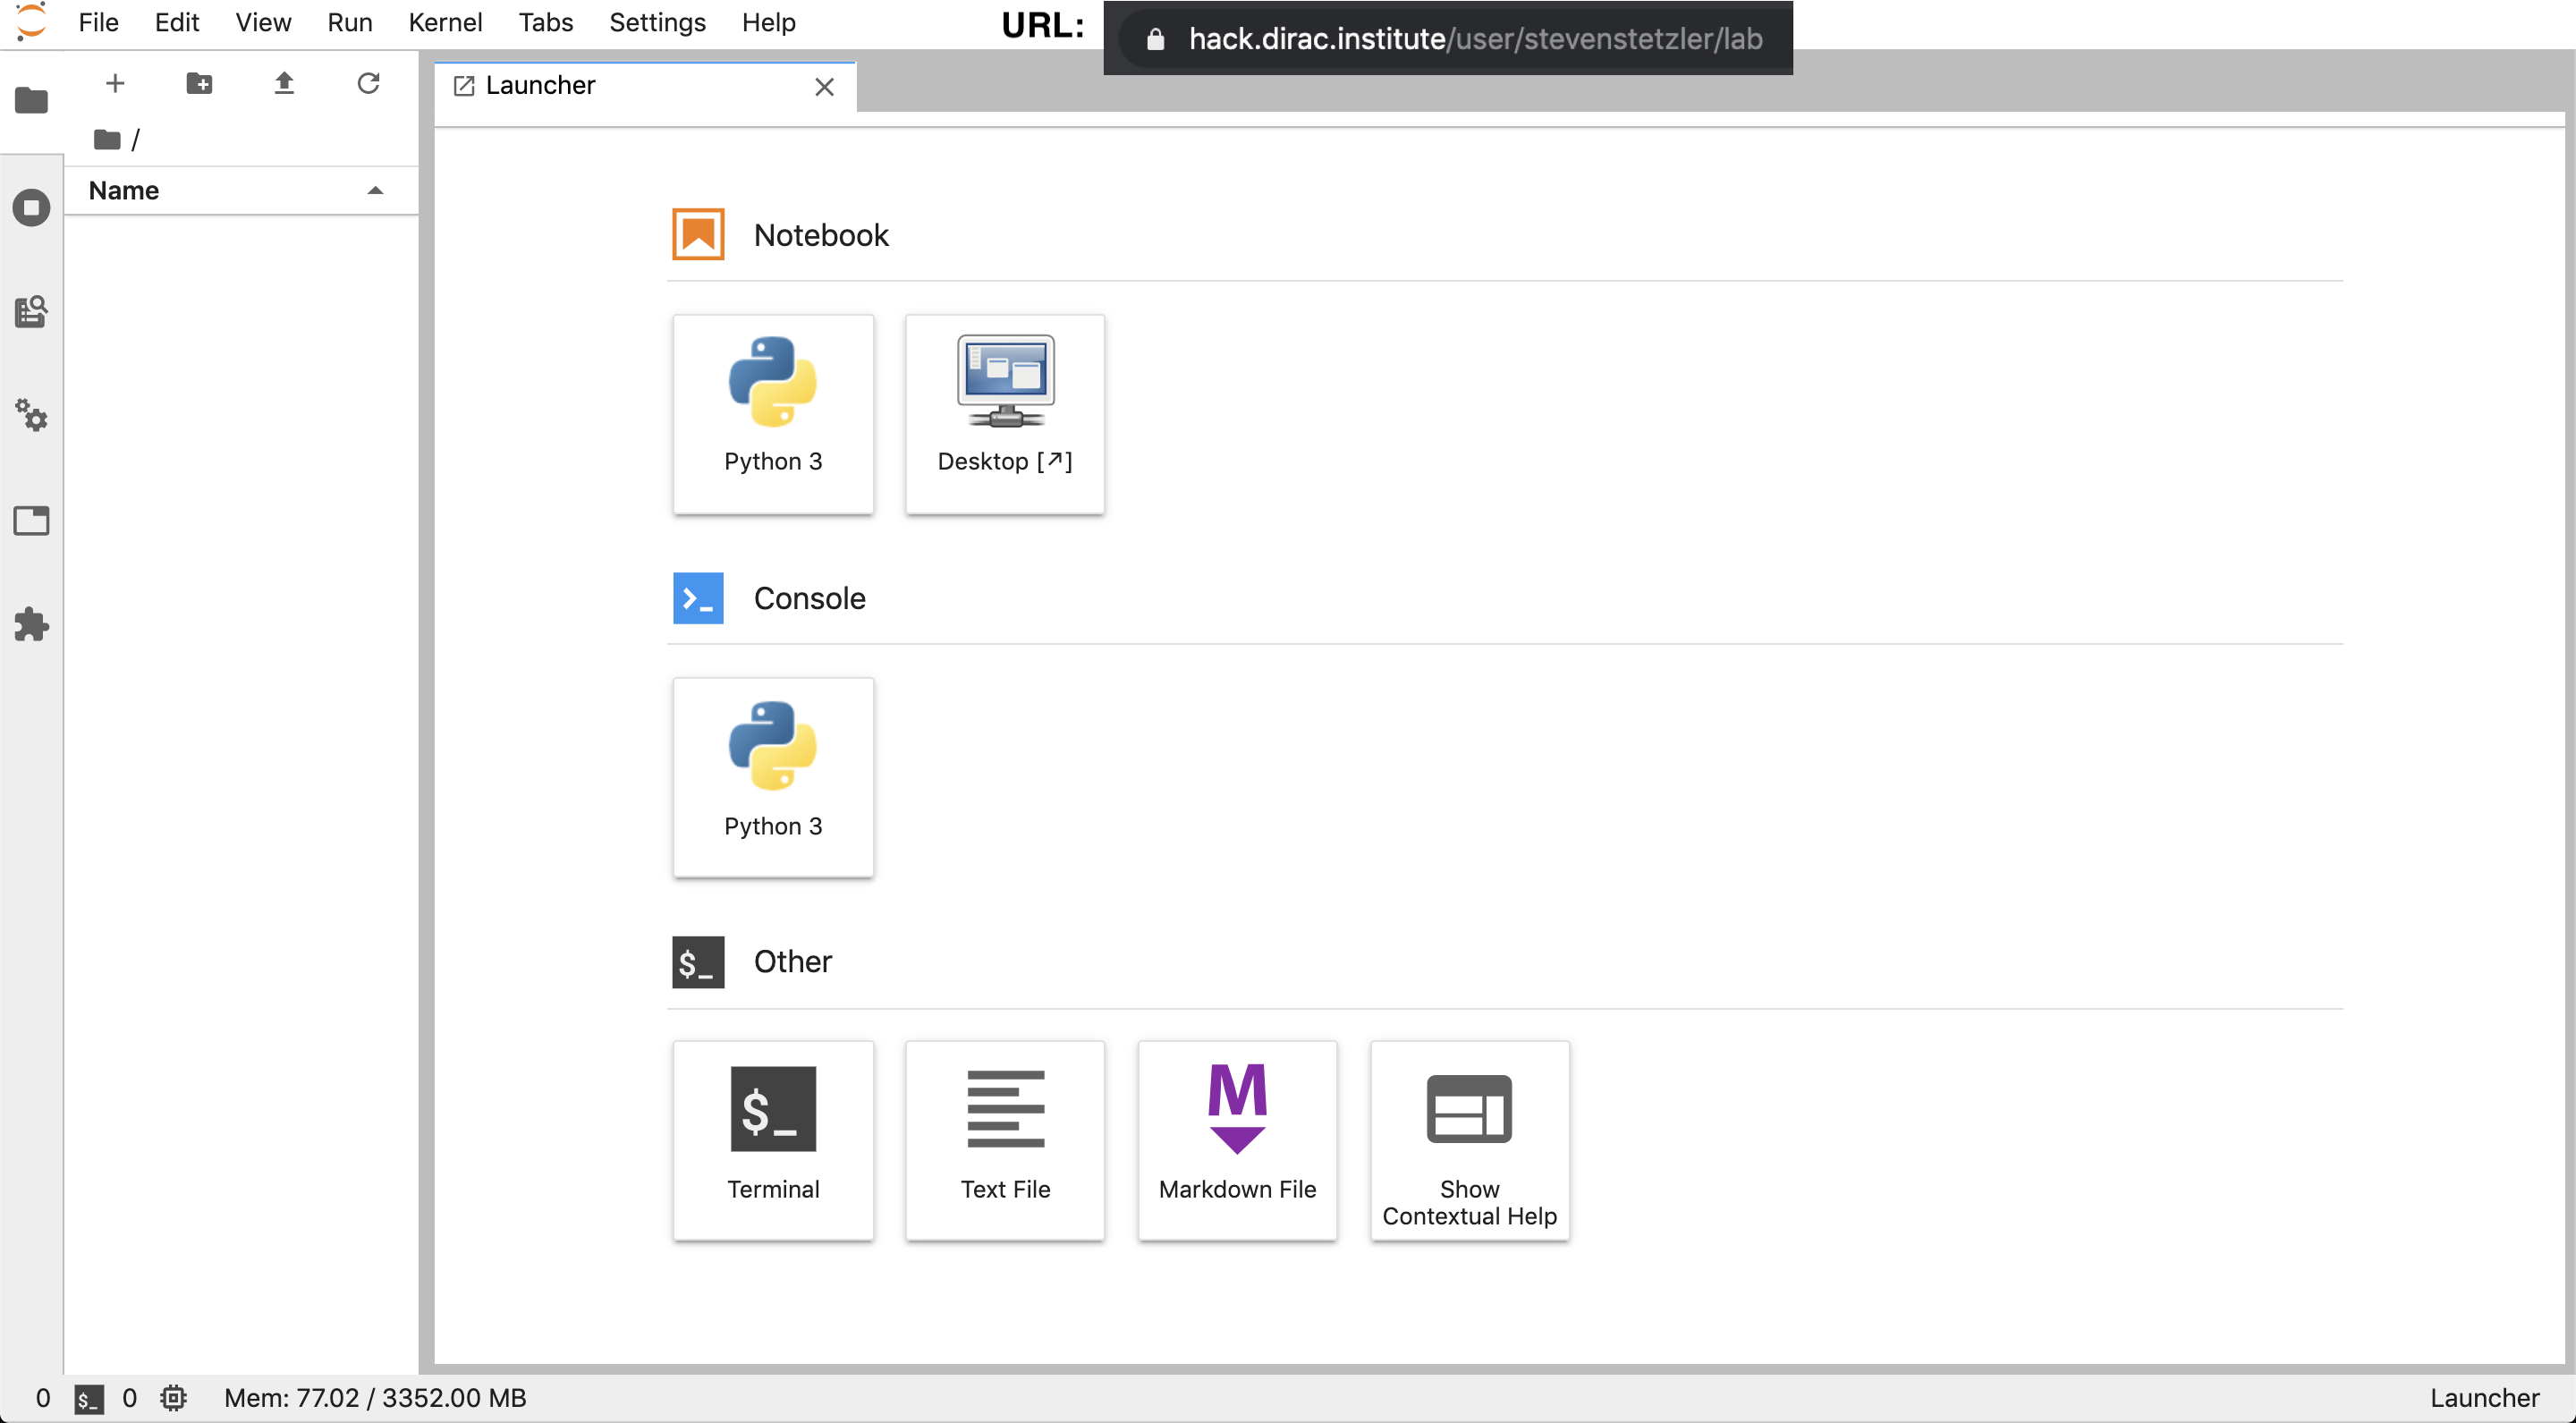 File Edit View Run Kernel Tabs Settings Help
URL: hack.dirac.institute/user/stevenstetzler/lab
Launcher
/
Name
Notebook
Python 3
Desktop [↗]
Console
>_
Python 3
$_ Other
$_
Terminal
Text File
M
Markdown File
Show
Contextual Help
0 $_ 0 Mem: 77.02 / 3352.00 MB
Launcher